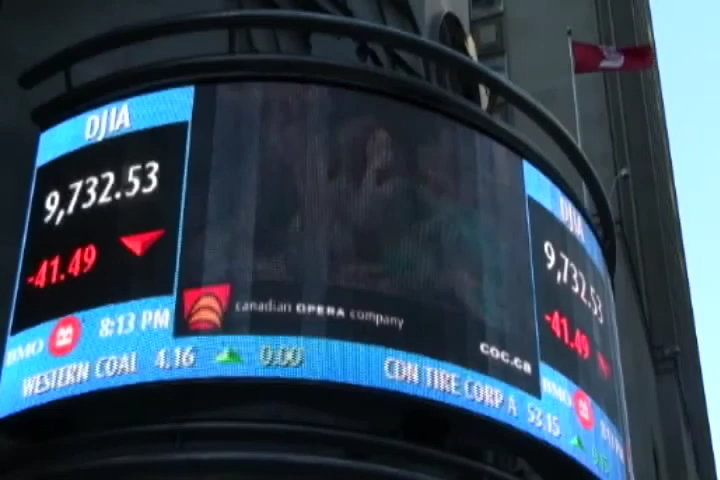 DJIA
9,732.53
-41.49
BMO 8:13 PM
canadian OPERA company
coc.ca
DJIA
9,732.53
-41.49
BMO
WESTERN COAL 4.16 0.00 CDN TIRE CORP A 53.15